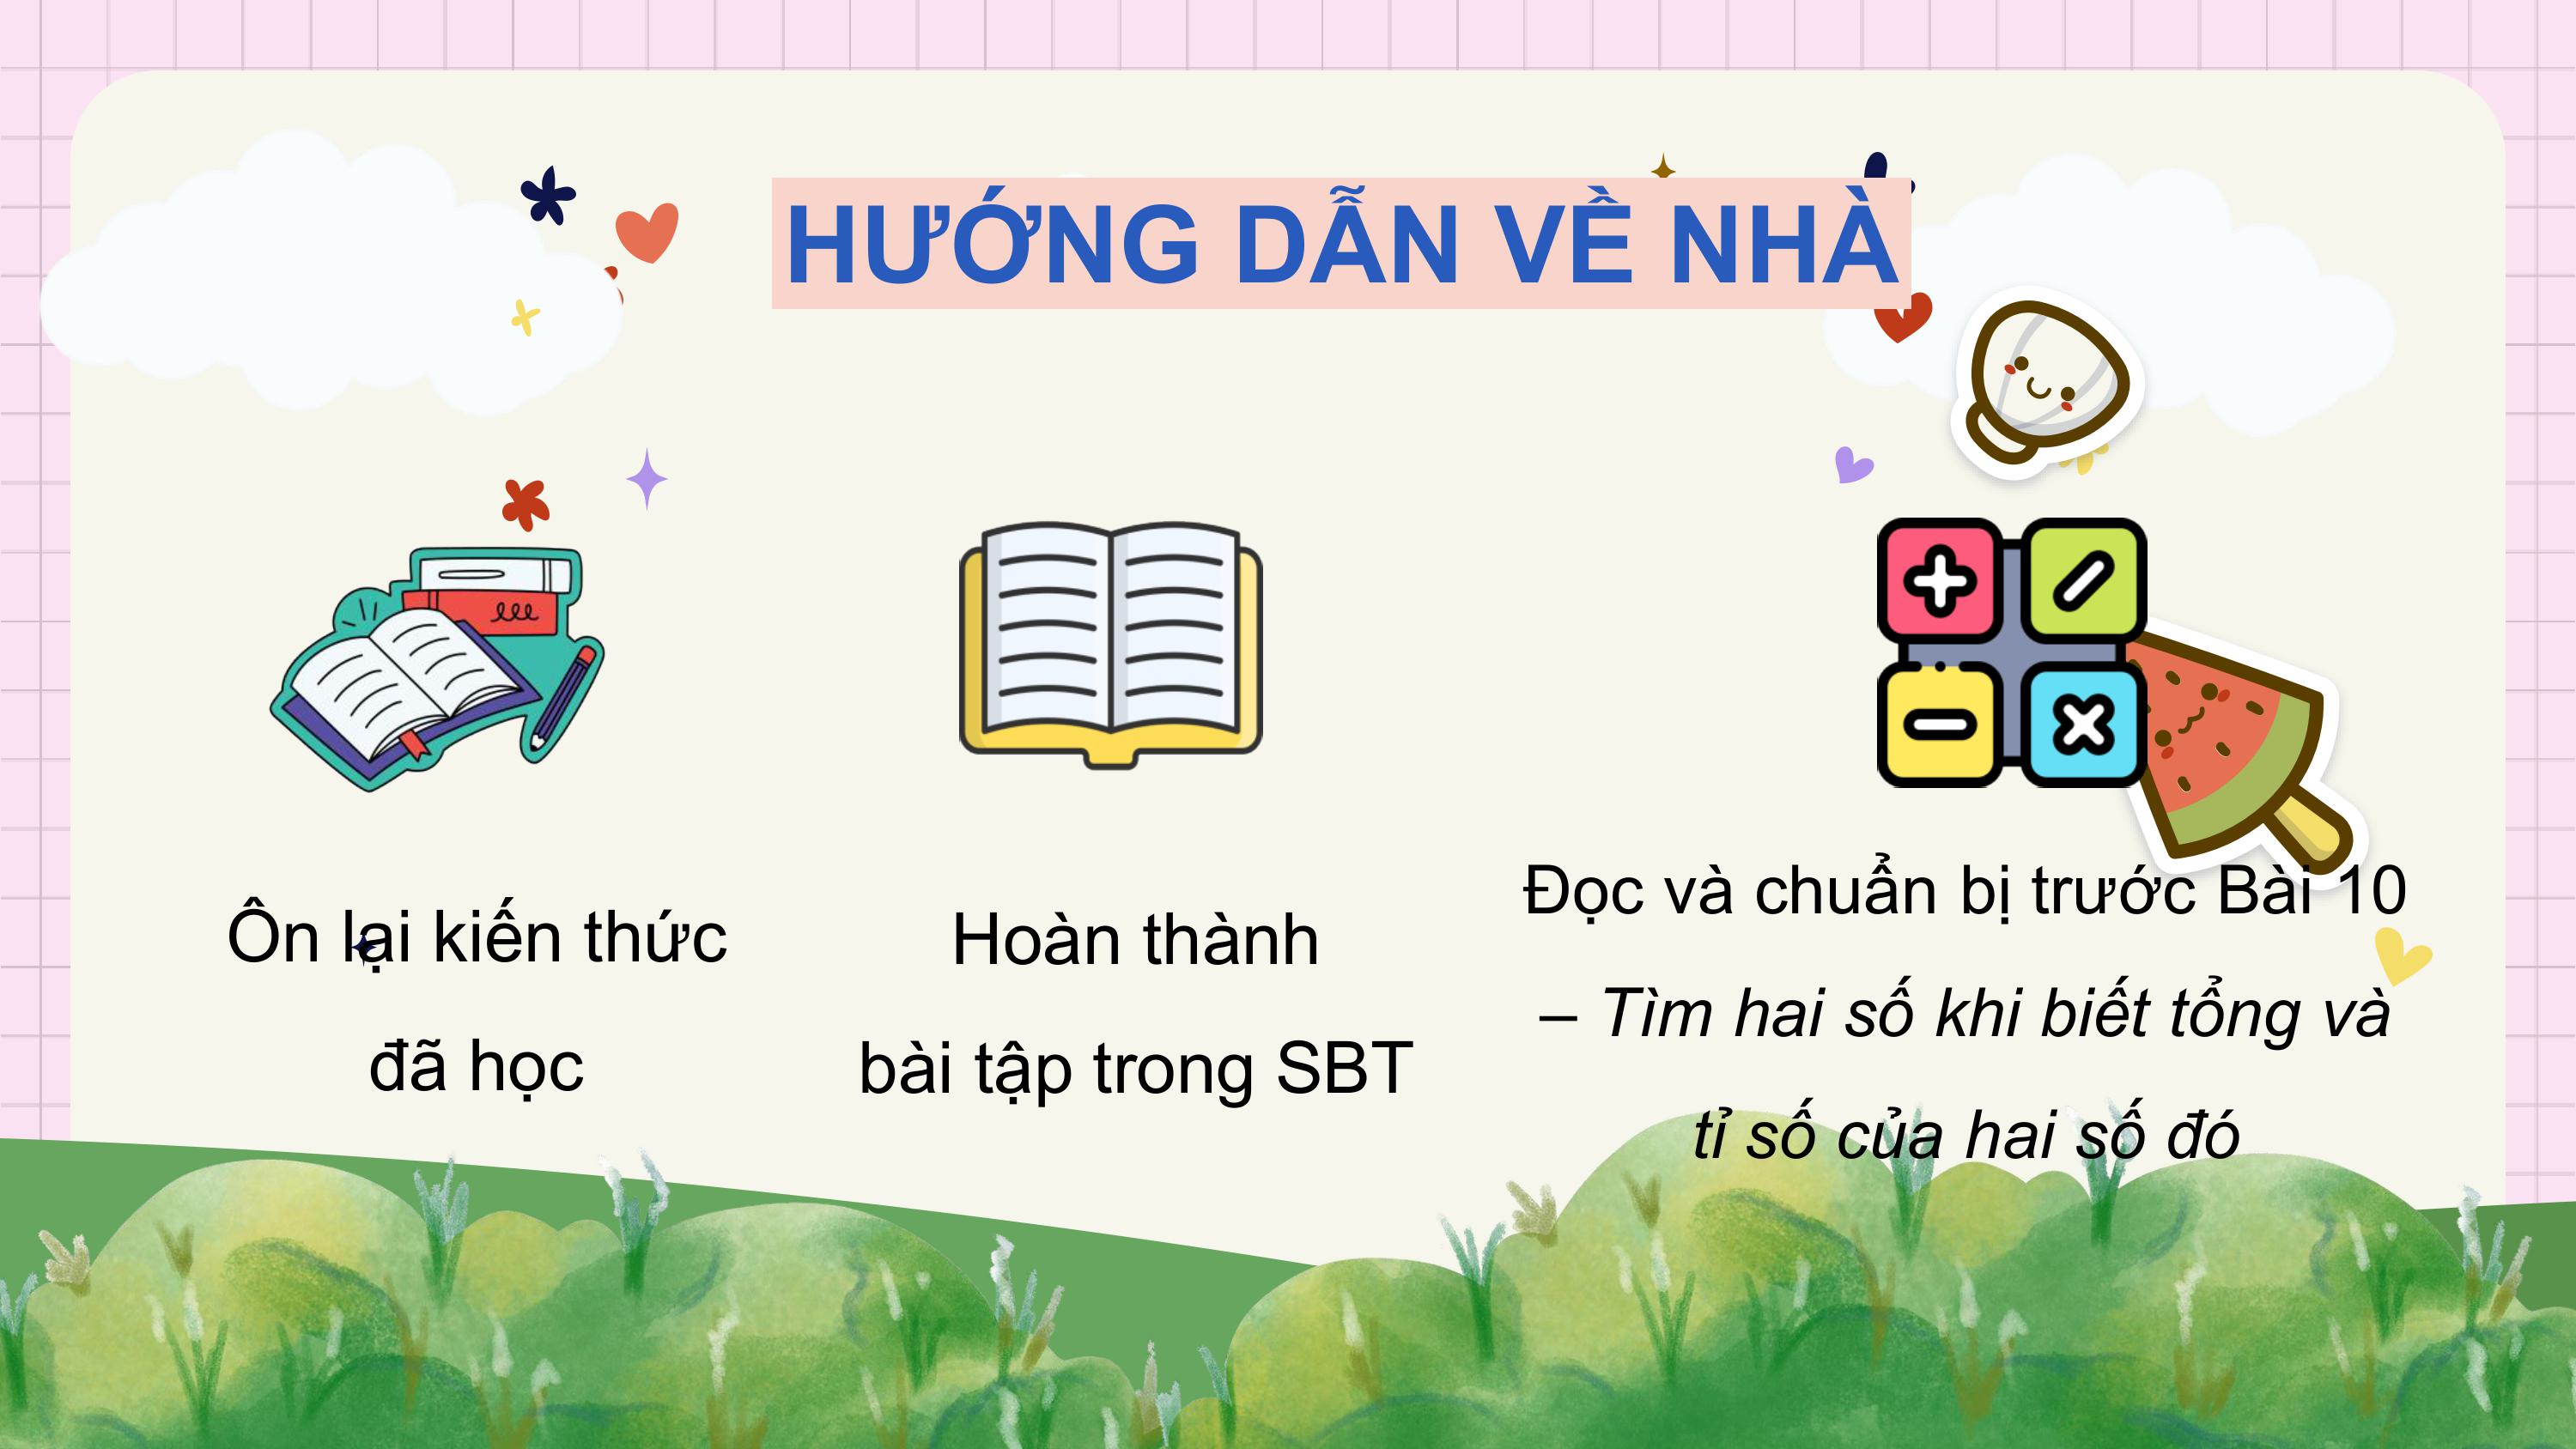 HƯỚNG DẪN VỀ NHÀ
Ôn lại kiến thức
đã học
Hoàn thành
bài tập trong SBT
Đọc và chuẩn bị trước Bài 10
– Tìm hai số khi biết tổng và
tỉ số của hai số đó